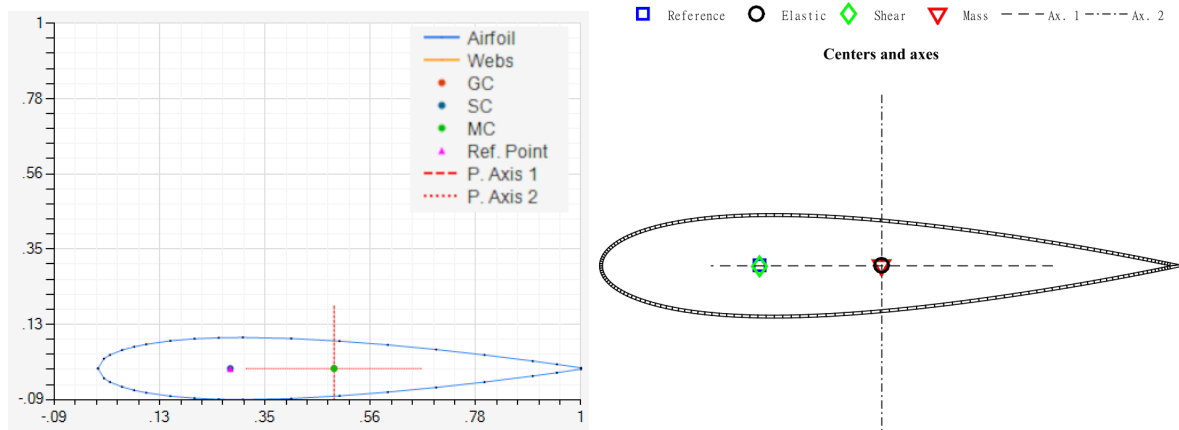 1
.78
.56
.35
.13
-.09
-.09
.13
.35
.56
.78
1
Airfoil
Webs
GC
SC
MC
Ref. Point
P. Axis 1
P. Axis 2
Reference Elastic Shear Mass Ax. 1 Ax. 2
Centers and axes